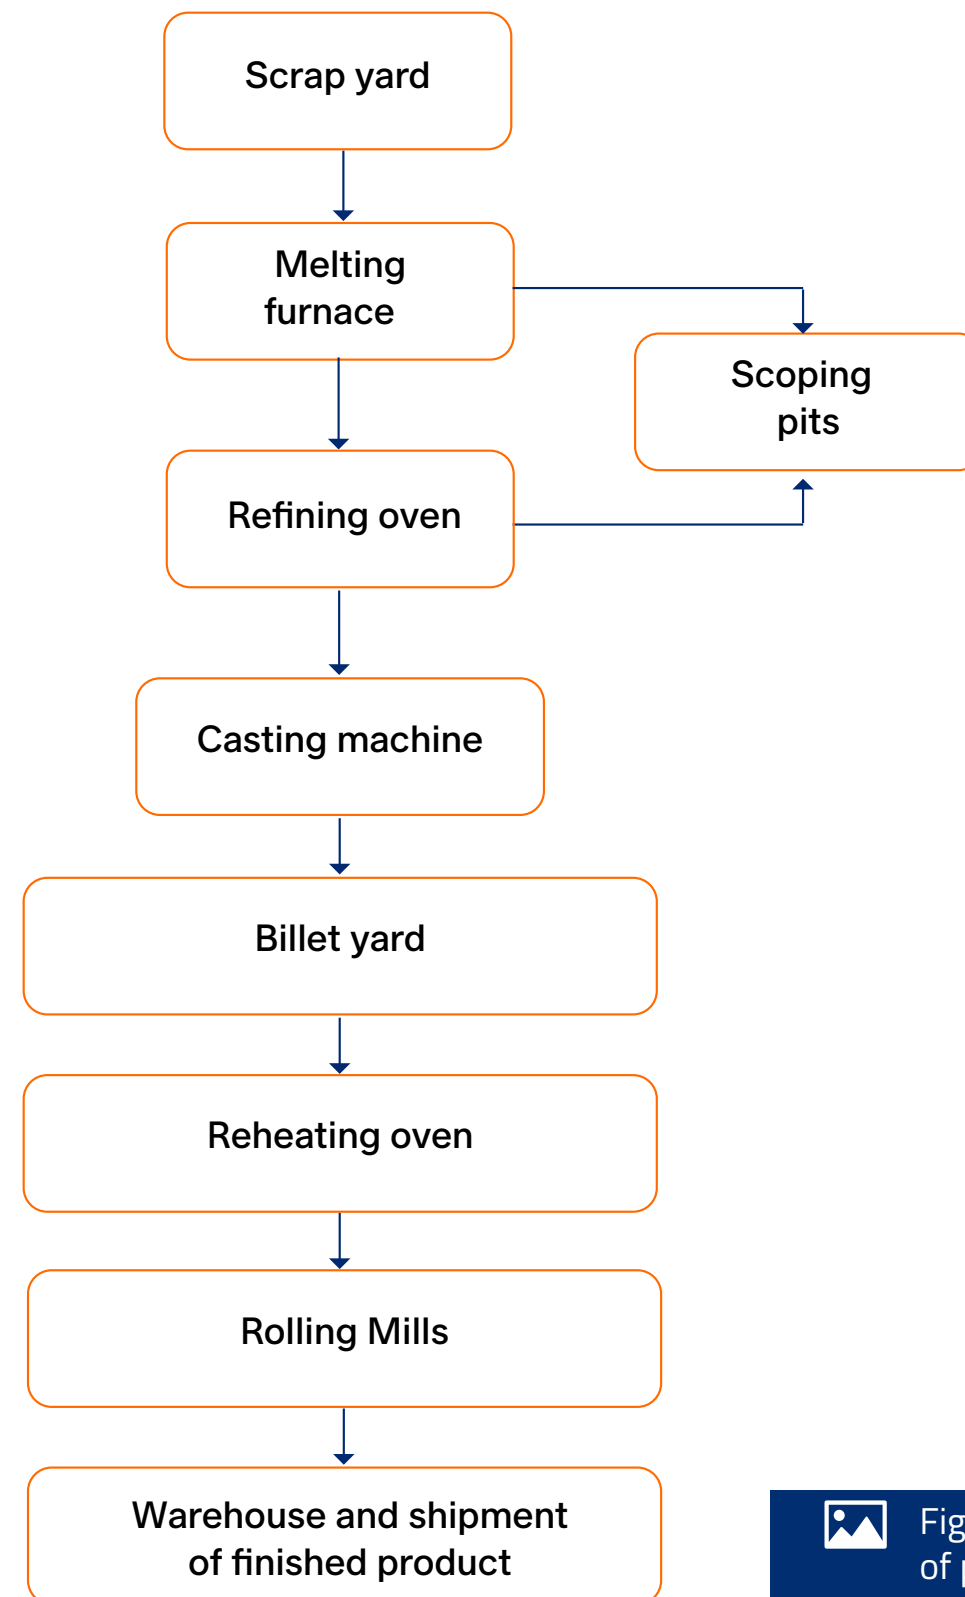 Scrap yard
Melting
furnace
Scoping
pits
Refining oven
Casting machine
Billet yard
Reheating oven
Rolling Mills
Warehouse and shipment
of finished product
of